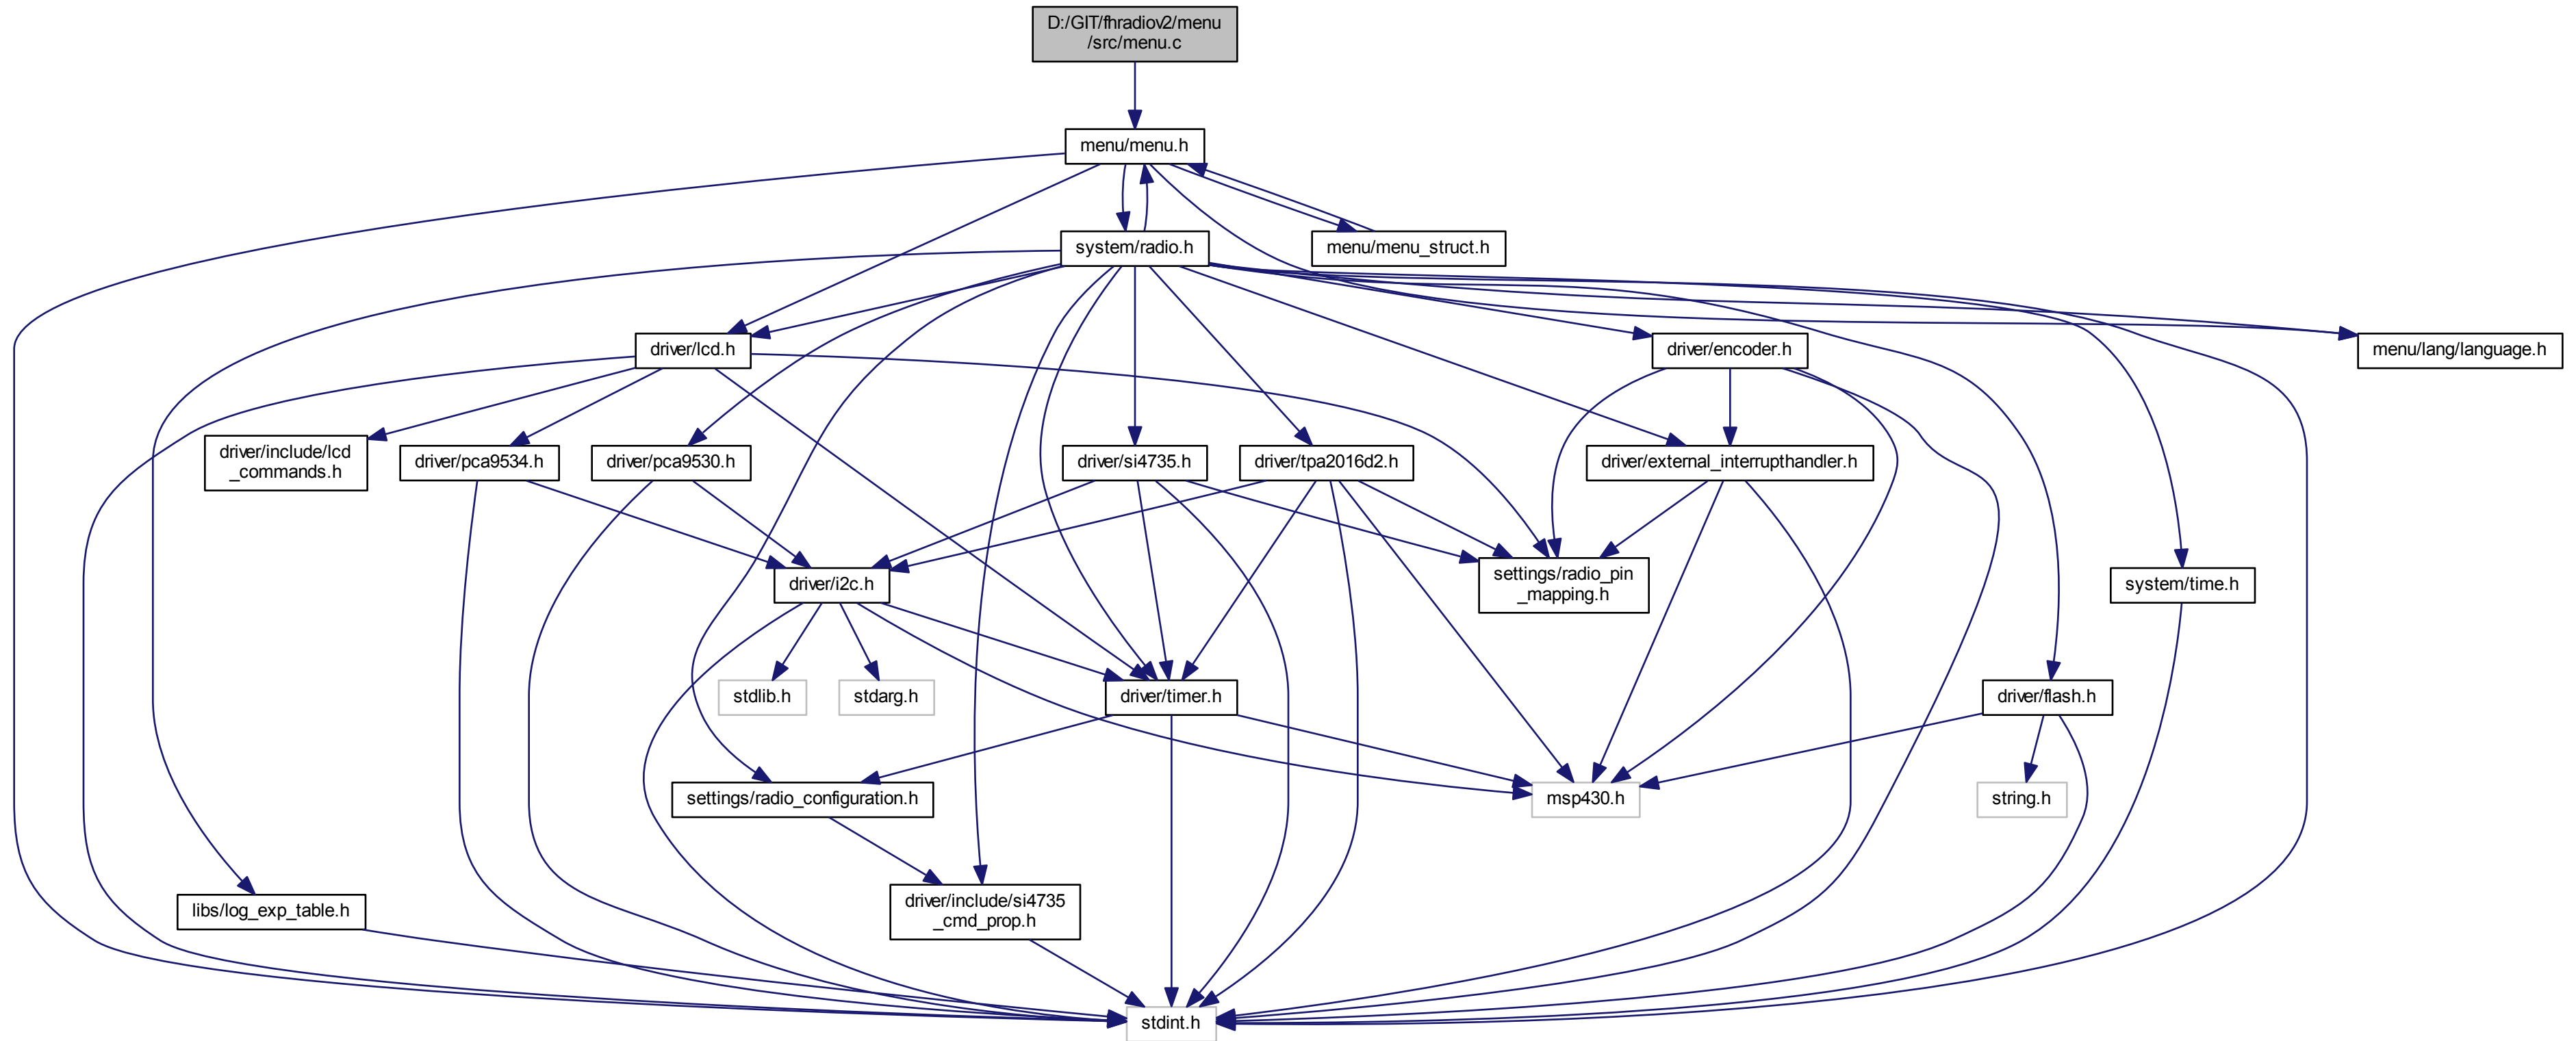 D:/GIT/fhradiov2/menu
/src/menu.c
menu/menu.h
system/radio.h
menu/menu_struct.h
driver/lcd.h
driver/encoder.h
menu/lang/language.h
driver/include/lcd
_commands.h
driver/pca9534.h
driver/pca9530.h
driver/si4735.h
driver/tpa2016d2.h
driver/external_interrupthandler.h
driver/i2c.h
settings/radio_pin
_mapping.h
system/time.h
stdlib.h
stdarg.h
driver/timer.h
driver/flash.h
settings/radio_configuration.h
msp430.h
string.h
libs/log_exp_table.h
driver/include/si4735
_cmd_prop.h
stdint.h